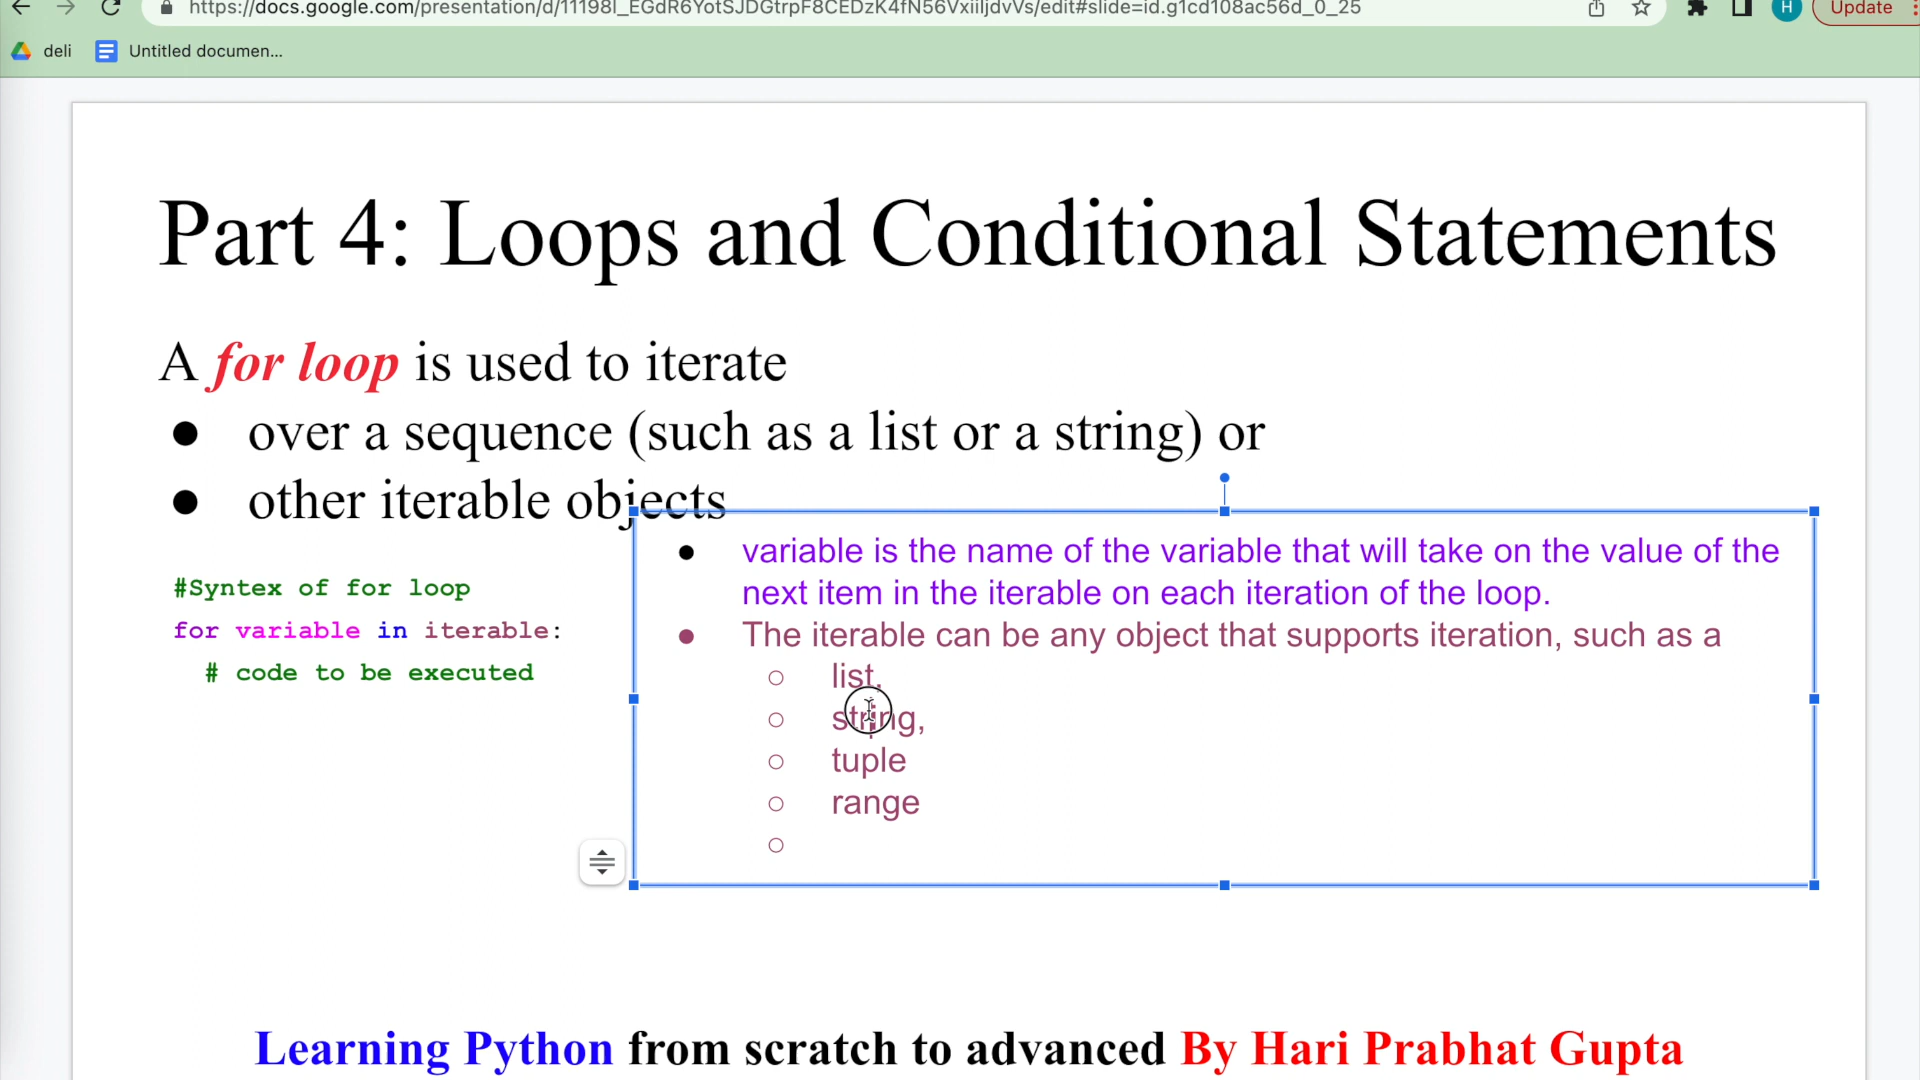 https://docs.google.com/presentation/d/11198I_EGdR6YotSJDGtrpF8CEDzK4fN56VxiiljdvVs/edit#slide=id.g1cd108ac56d_0_25
H
Update
deli
Untitled documen...
Part 4: Loops and Conditional Statements
A for loop is used to iterate
● over a sequence (such as a list or a string) or
● other iterable objects
#Syntex of for loop
for variable in iterable:
# code to be executed
● variable is the name of the variable that will take on the value of the
next item in the iterable on each iteration of the loop.
● The iterable can be any object that supports iteration, such as a
○ list,
○ string,
○ tuple
○ range
○
Learning Python from scratch to advanced By Hari Prabhat Gupta